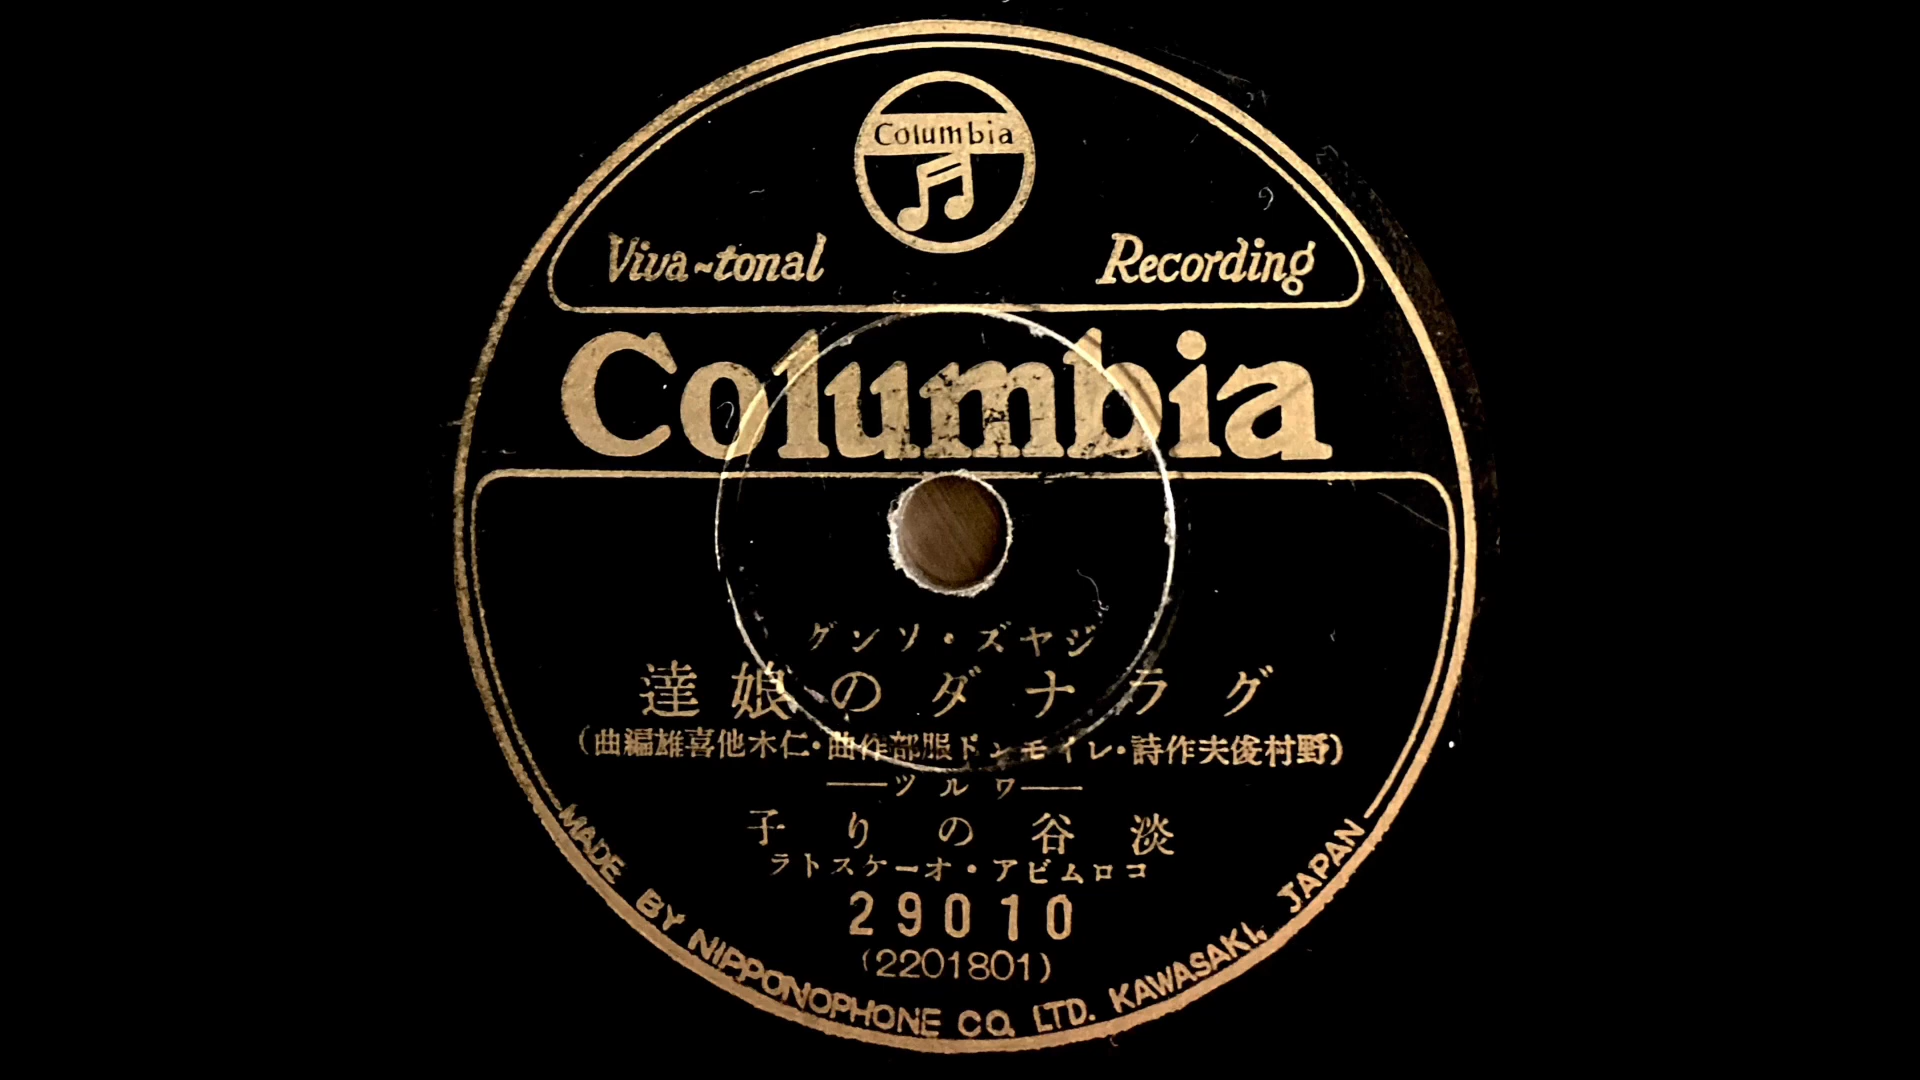 Columbia
Viva-tonal Recording
Columbia
ジヤズ・ソング
グラナダの娘達
(野村俊夫作詩・レイモンド服部作曲・仁木他喜雄編曲)
——ワルツ——
淡谷のり子
コロムビア・オーケストラ
29010
(2201801)
MADE BY NIPPONOPHONE CO. LTD. KAWASAKI, JAPAN